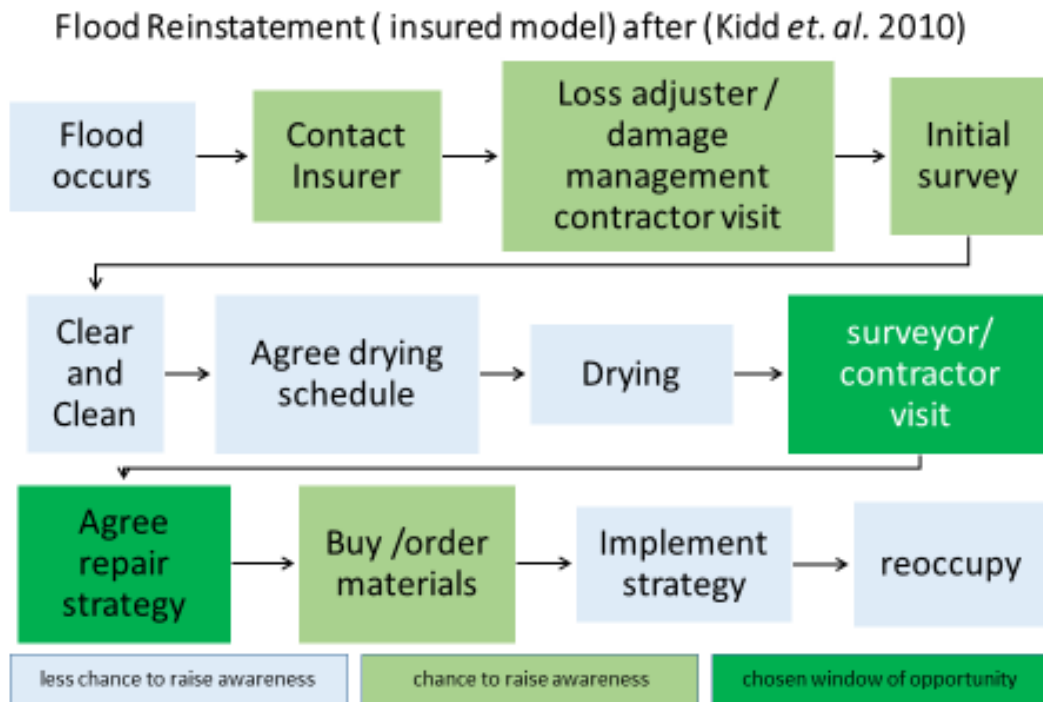 Flood Reinstatement ( insured model) after (Kidd et. al. 2010)
Flood
occurs
Contact
Insurer
Loss adjuster /
damage
management
contractor visit
Initial
survey
Clear
and
Clean
Agree drying
schedule
Drying
surveyor/
contractor
visit
Agree
repair
strategy
Buy /order
materials
Implement
strategy
reoccupy
less chance to raise awareness
chance to raise awareness
chosen window of opportunity